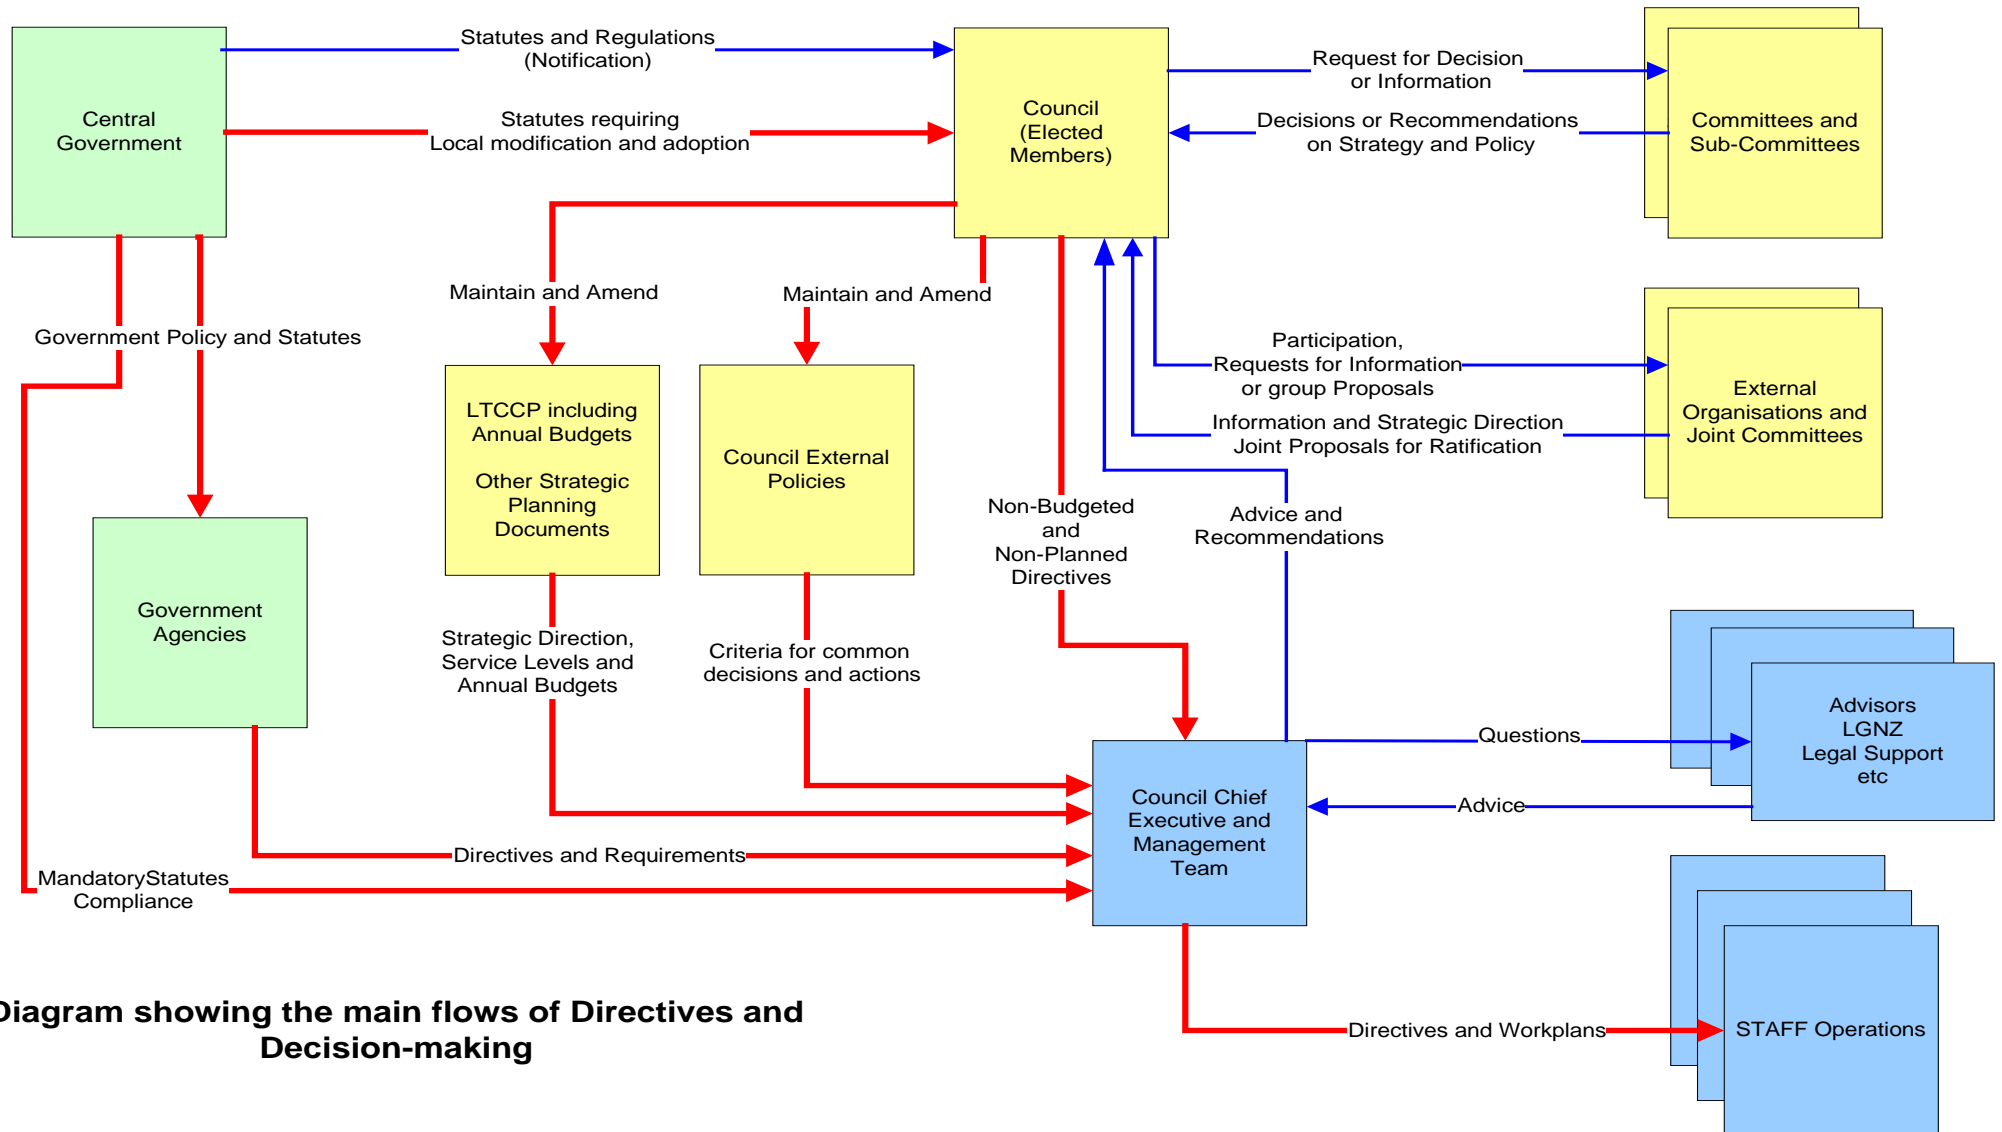 Statutes and Regulations
(Notification)
Central
Government
Statutes requiring
Local modification and adoption
Council
(Elected
Members)
Request for Decision
or Information
Decisions or Recommendations
on Strategy and Policy
Committees and
Sub-Committees
Maintain and Amend
Maintain and Amend
Government Policy and Statutes
Participation,
Requests for Information
or group Proposals
Information and Strategic Direction
Joint Proposals for Ratification
External
Organisations and
Joint Committees
LTCCP including
Annual Budgets
Other Strategic
Planning
Documents
Council External
Policies
Non-Budgeted
and
Non-Planned
Directives
Advice and
Recommendations
Government
Agencies
Strategic Direction,
Service Levels and
Annual Budgets
Criteria for common
decisions and actions
Questions
Advice
Advisors
LGNZ
Legal Support
etc
Council Chief
Executive and
Management
Team
Directives and Requirements
MandatoryStatutes
Compliance
Directives and Workplans
STAFF Operations
Diagram showing the main flows of Directives and
Decision-making